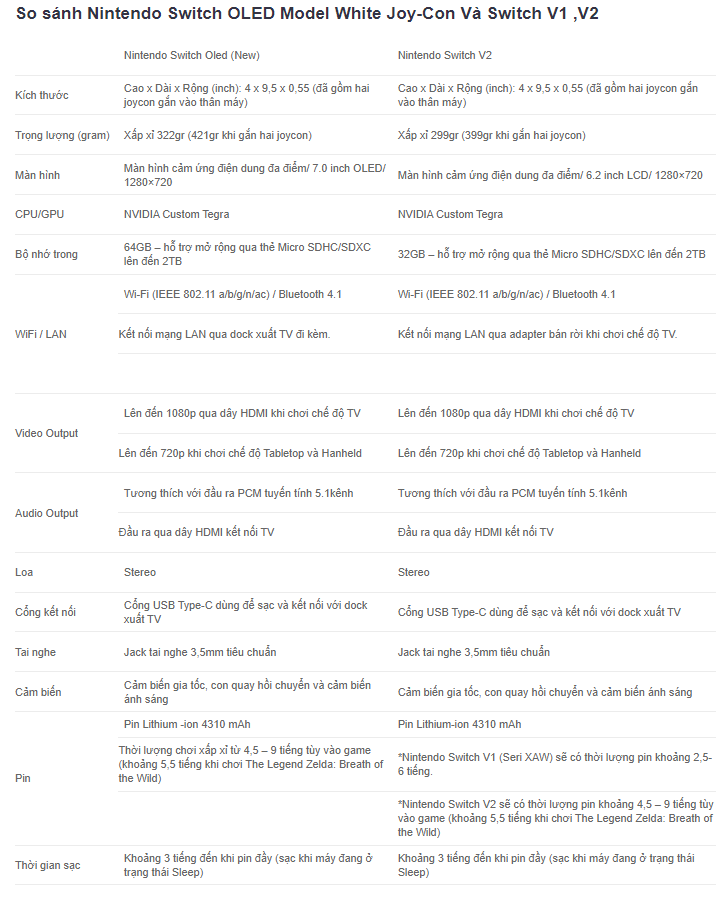 So sánh Nintendo Switch OLED Model White Joy-Con Và Switch V1 ,V2
Nintendo Switch Oled (New)
Nintendo Switch V2
Kích thước
Cao x Dài x Rộng (inch): 4 x 9,5 x 0,55 (đã gồm hai
joycon gắn vào thân máy)
Cao x Dài x Rộng (inch): 4 x 9,5 x 0,55 (đã gồm hai joycon gắn
vào thân máy)
Trọng lượng (gram)
Xấp xỉ 322gr (421gr khi gắn hai joycon)
Xấp xỉ 299gr (399gr khi gắn hai joycon)
Màn hình
Màn hình cảm ứng điện dung đa điểm/ 7.0 inch OLED/
1280×720
Màn hình cảm ứng điện dung đa điểm/ 6.2 inch LCD/ 1280×720
CPU/GPU
NVIDIA Custom Tegra
NVIDIA Custom Tegra
Bộ nhớ trong
64GB – hỗ trợ mở rộng qua thẻ Micro SDHC/SDXC
lên đến 2TB
32GB – hỗ trợ mở rộng qua thẻ Micro SDHC/SDXC lên đến 2TB
WiFi / LAN
Wi-Fi (IEEE 802.11 a/b/g/n/ac) / Bluetooth 4.1
Wi-Fi (IEEE 802.11 a/b/g/n/ac) / Bluetooth 4.1
Kết nối mạng LAN qua dock xuất TV đi kèm.
Kết nối mạng LAN qua adapter bán rời khi chơi chế độ TV.
Video Output
Lên đến 1080p qua dây HDMI khi chơi chế độ TV
Lên đến 1080p qua dây HDMI khi chơi chế độ TV
Lên đến 720p khi chơi chế độ Tabletop và Hanheld
Lên đến 720p khi chơi chế độ Tabletop và Hanheld
Audio Output
Tương thích với đầu ra PCM tuyến tính 5.1kênh
Tương thích với đầu ra PCM tuyến tính 5.1kênh
Đầu ra qua dây HDMI kết nối TV
Đầu ra qua dây HDMI kết nối TV
Loa
Stereo
Stereo
Cổng kết nối
Cổng USB Type-C dùng để sạc và kết nối với dock
xuất TV
Cổng USB Type-C dùng để sạc và kết nối với dock xuất TV
Tai nghe
Jack tai nghe 3,5mm tiêu chuẩn
Jack tai nghe 3,5mm tiêu chuẩn
Cảm biến
Cảm biến gia tốc, con quay hồi chuyển và cảm biến
ánh sáng
Cảm biến gia tốc, con quay hồi chuyển và cảm biến ánh sáng
Pin
Pin Lithium -ion 4310 mAh
Pin Lithium-ion 4310 mAh
Thời lượng chơi xấp xỉ từ 4,5 – 9 tiếng tùy vào game
(khoảng 5,5 tiếng khi chơi The Legend Zelda: Breath of
the Wild)
*Nintendo Switch V1 (Seri XAW) sẽ có thời lượng pin khoảng 2,5-
6 tiếng.
*Nintendo Switch V2 sẽ có thời lượng pin khoảng 4,5 – 9 tiếng tùy
vào game (khoảng 5,5 tiếng khi chơi The Legend Zelda: Breath of
the Wild)
Thời gian sạc
Khoảng 3 tiếng đến khi pin đầy (sạc khi máy đang ở
trạng thái Sleep)
Khoảng 3 tiếng đến khi pin đầy (sạc khi máy đang ở trạng thái
Sleep)